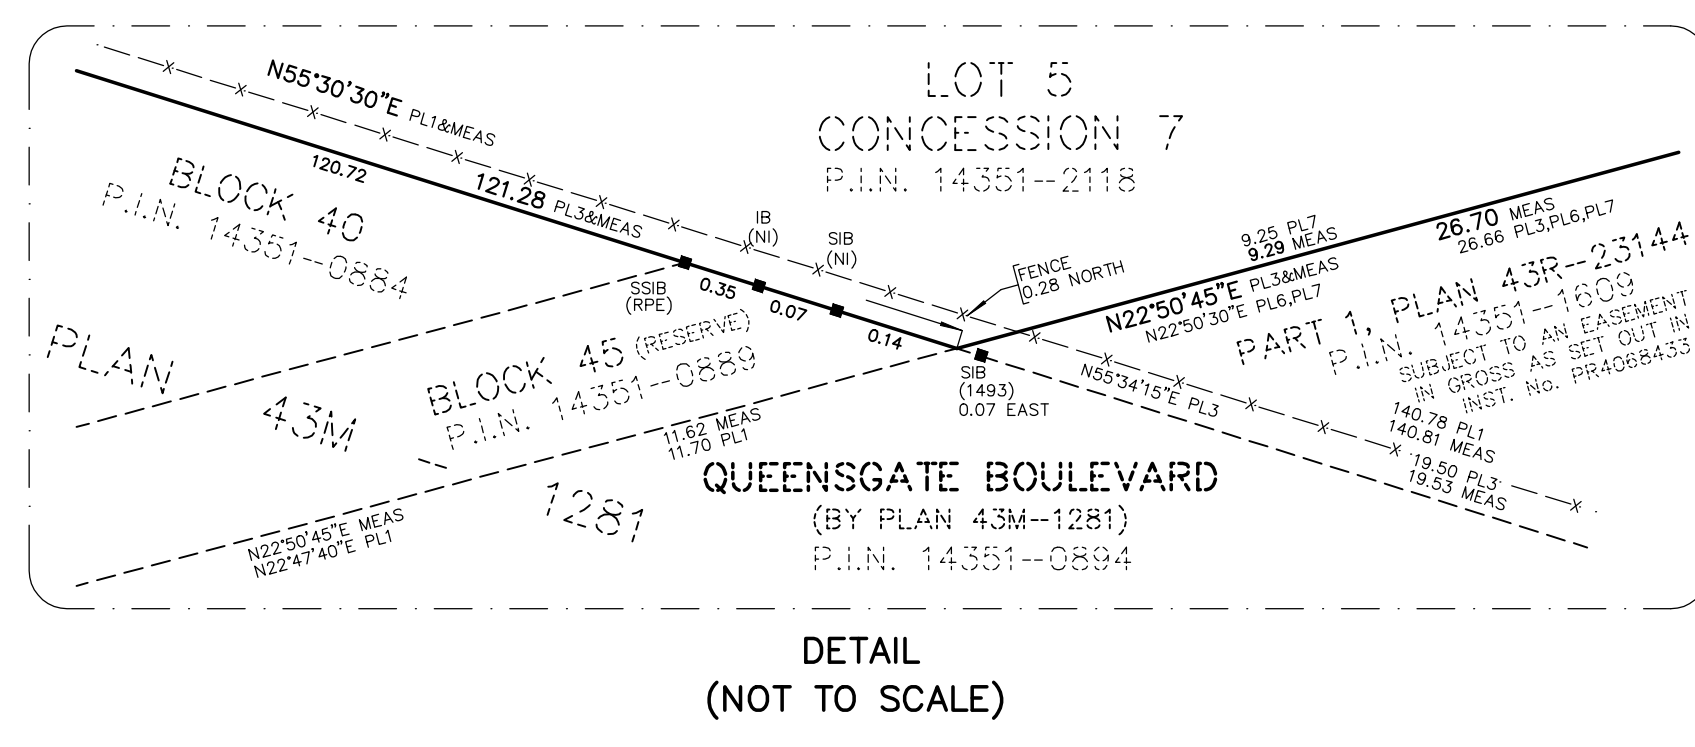 LOT 5
CONCESSION 7
P.I.N. 14351--2118
N55°30'30"E PL1&MEAS
120.72
121.28 PL3&MEAS
BLOCK 40
P.I.N. 14351--0884
IB
(NI)
SIB
(NI)
FENCE
0.28 NORTH
9.25 PL7
9.29 MEAS
26.70 MEAS
26.66 PL3,PL6,PL7
N22°50'45"E PL3&MEAS
N22°50'30"E PL6,PL7
PART 1, PLAN 43R--23144
P.I.N. 14351--1609
SUBJECT TO AN EASEMENT
IN GROSS AS SET OUT IN
INST. No. PR4068433
SSIB
(RPE)
0.35
0.07
0.14
PLAN
43M
1281
BLOCK 45 (RESERVE)
P.I.N. 14351--0889
SIB
(1493)
0.07 EAST
N55°34'15"E PL3
140.78 PL1
140.81 MEAS
19.50 PL3
19.53 MEAS
11.62 MEAS
11.70 PL1
QUEENSGATE BOULEVARD
(BY PLAN 43M--1281)
P.I.N. 14351--0894
N22°50'45"E MEAS
N22°47'40"E PL1
DETAIL
(NOT TO SCALE)